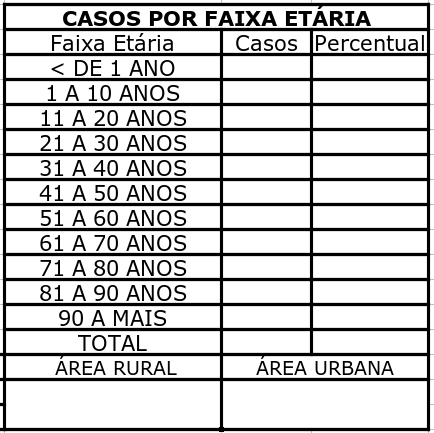 CASOS POR FAIXA ETÁRIA
Faixa Etária Casos Percentual
< DE 1 ANO
1 A 10 ANOS
11 A 20 ANOS
21 A 30 ANOS
31 A 40 ANOS
41 A 50 ANOS
51 A 60 ANOS
61 A 70 ANOS
71 A 80 ANOS
81 A 90 ANOS
90 A MAIS
TOTAL
ÁREA RURAL ÁREA URBANA